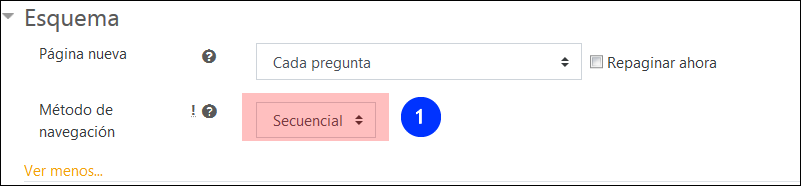 Esquema
Página nueva
Cada pregunta
Repaginar ahora
Método de
navegación
!
Secuencial
1
Ver menos...